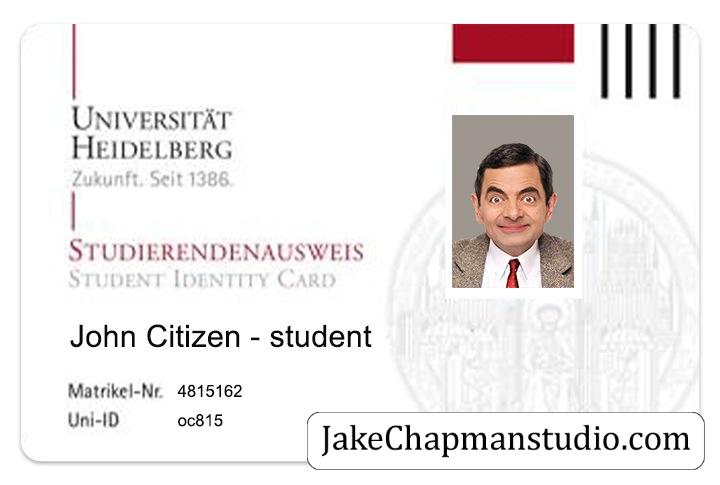 UNIVERSITÄT
HEIDELBERG
Zukunft. Seit 1386.
STUDIERENDENAUSWEIS
STUDENT IDENTITY CARD
John Citizen - student
Matrikel-Nr. 4815162
Uni-ID oc815
JakeChapmanstudio.com